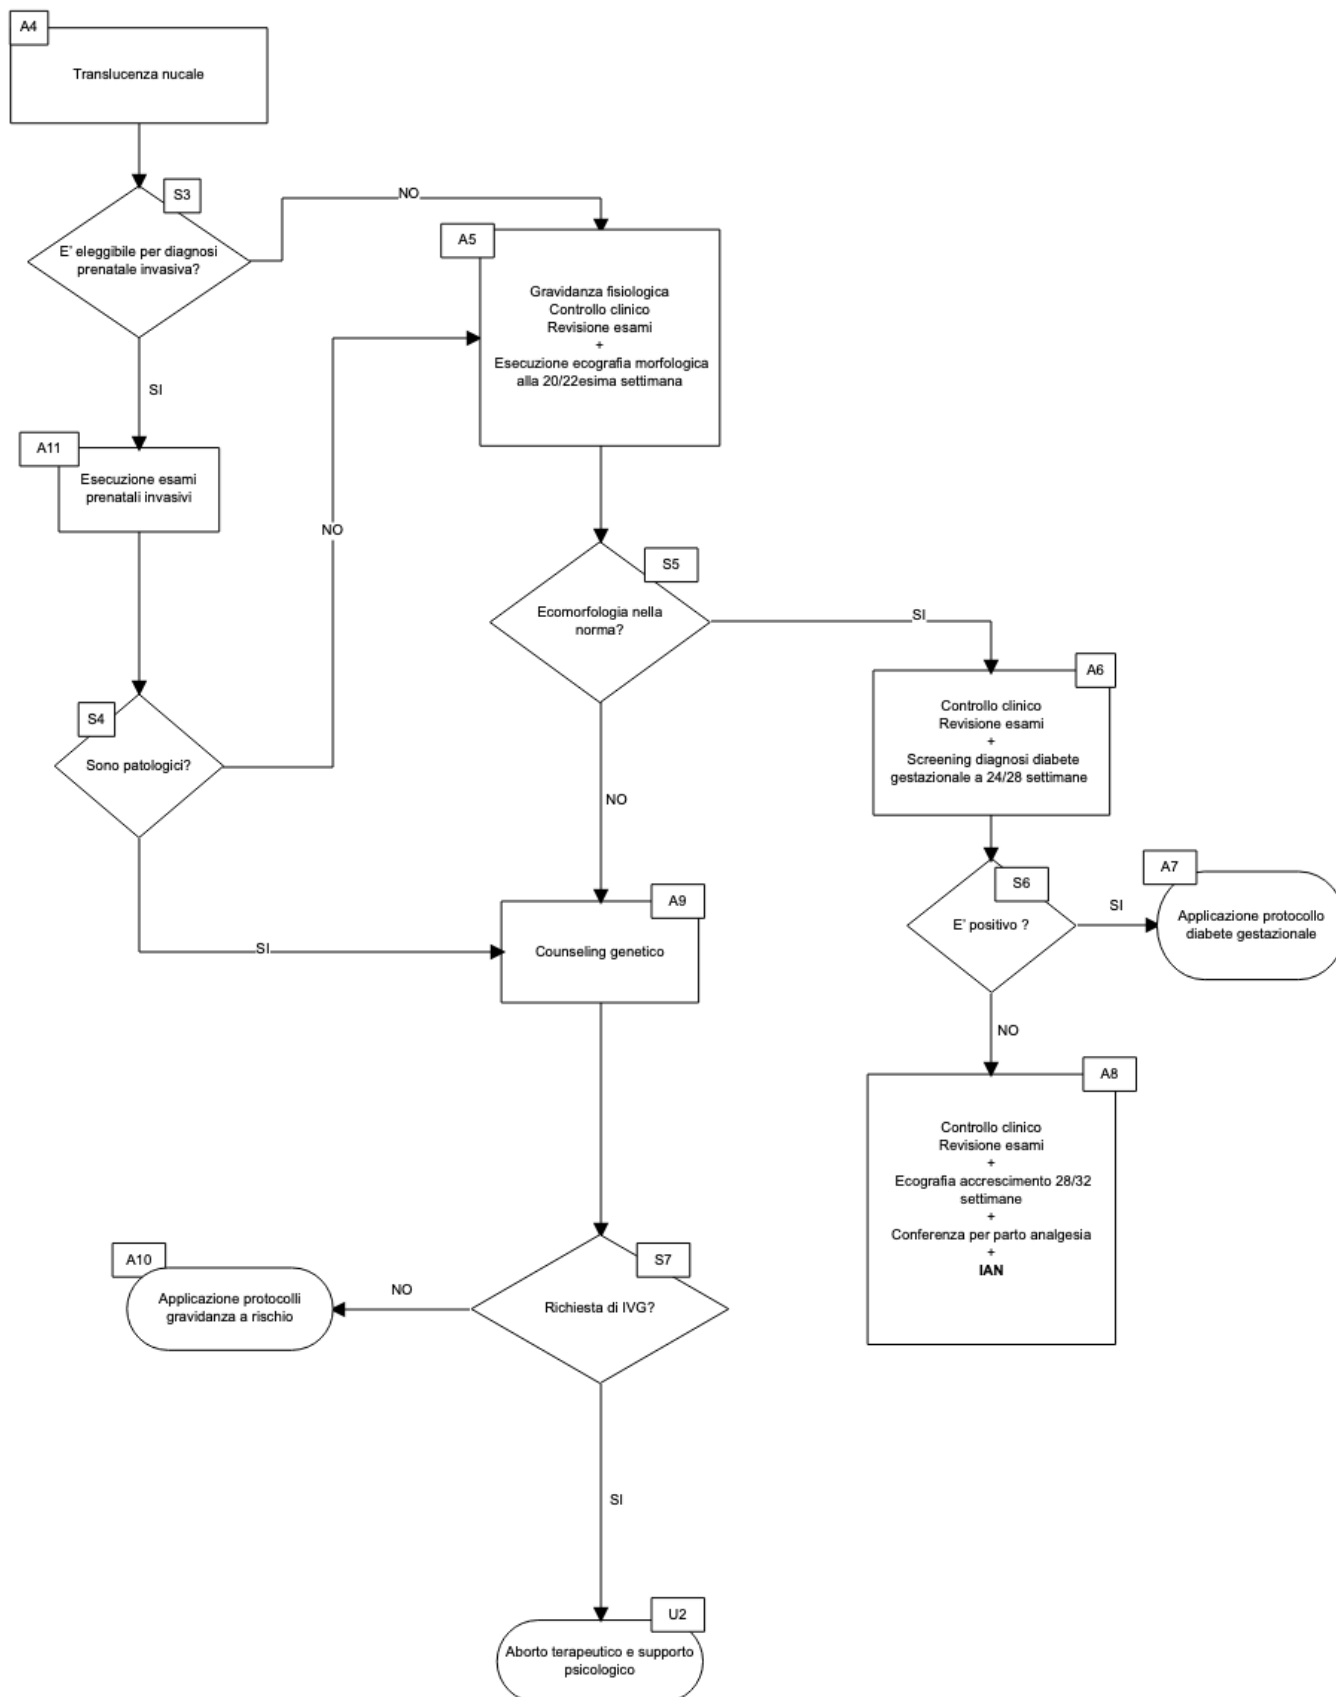 A4
Translucenza nucale
S3
E' eleggibile per diagnosi
prenatale invasiva?
NO
SI
A5
Gravidanza fisiologica
Controllo clinico
Revisione esami
+
Esecuzione ecografia morfologica
alla 20/22esima settimana
A11
Esecuzione esami
prenatali invasivi
NO
S4
Sono patologici?
SI
S5
Ecomorfologia nella
norma?
SI
NO
A6
Controllo clinico
Revisione esami
+
Screening diagnosi diabete
gestazionale a 24/28 settimane
S6
E' positivo ?
SI
A7
Applicazione protocollo
diabete gestazionale
NO
A9
Counseling genetico
A8
Controllo clinico
Revisione esami
+
Ecografia accrescimento 28/32
settimane
+
Conferenza per parto analgesia
+
IAN
S7
Richiesta di IVG?
NO
A10
Applicazione protocolli
gravidanza a rischio
SI
U2
Aborto terapeutico e supporto
psicologico